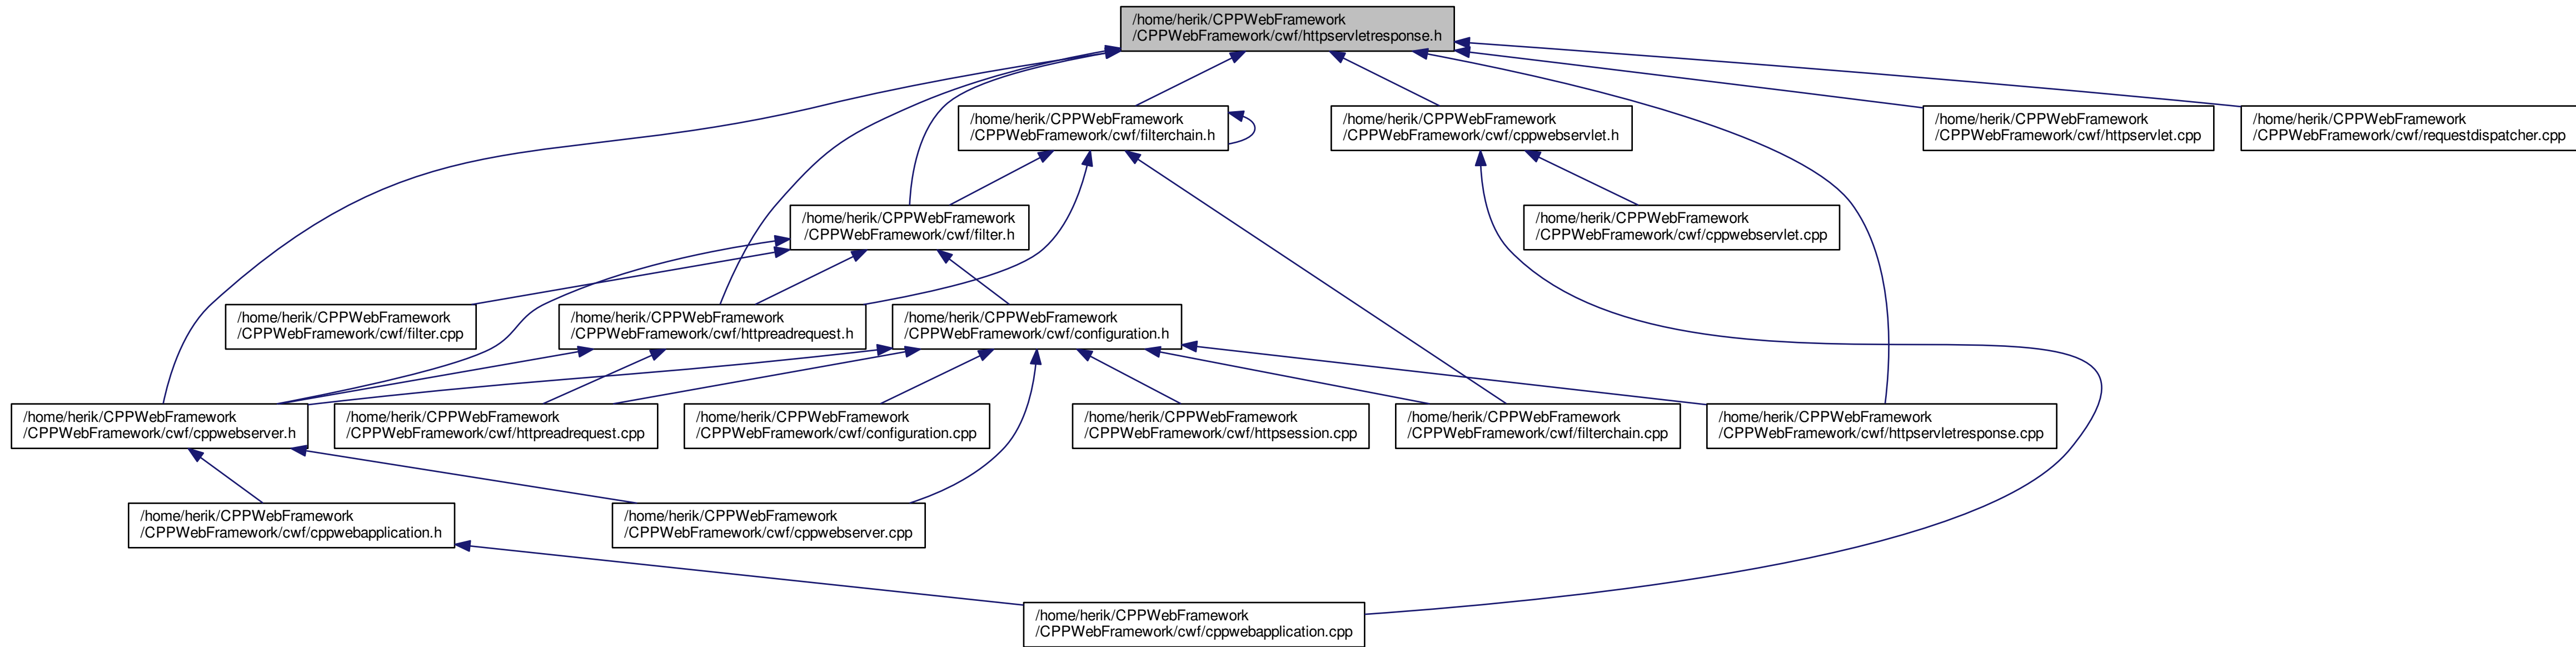 /home/herik/CPPWebFramework
/CPPWebFramework/cwf/httpservletresponse.h
/home/herik/CPPWebFramework
/CPPWebFramework/cwf/filterchain.h
/home/herik/CPPWebFramework
/CPPWebFramework/cwf/cppwebservlet.h
/home/herik/CPPWebFramework
/CPPWebFramework/cwf/httpservlet.cpp
/home/herik/CPPWebFramework
/CPPWebFramework/cwf/requestdispatcher.cpp
/home/herik/CPPWebFramework
/CPPWebFramework/cwf/filter.h
/home/herik/CPPWebFramework
/CPPWebFramework/cwf/cppwebservlet.cpp
/home/herik/CPPWebFramework
/CPPWebFramework/cwf/filter.cpp
/home/herik/CPPWebFramework
/CPPWebFramework/cwf/httpreadrequest.h
/home/herik/CPPWebFramework
/CPPWebFramework/cwf/configuration.h
/home/herik/CPPWebFramework
/CPPWebFramework/cwf/cppwebserver.h
/home/herik/CPPWebFramework
/CPPWebFramework/cwf/httpreadrequest.cpp
/home/herik/CPPWebFramework
/CPPWebFramework/cwf/configuration.cpp
/home/herik/CPPWebFramework
/CPPWebFramework/cwf/httpsession.cpp
/home/herik/CPPWebFramework
/CPPWebFramework/cwf/filterchain.cpp
/home/herik/CPPWebFramework
/CPPWebFramework/cwf/httpservletresponse.cpp
/home/herik/CPPWebFramework
/CPPWebFramework/cwf/cppwebapplication.h
/home/herik/CPPWebFramework
/CPPWebFramework/cwf/cppwebserver.cpp
/home/herik/CPPWebFramework
/CPPWebFramework/cwf/cppwebapplication.cpp